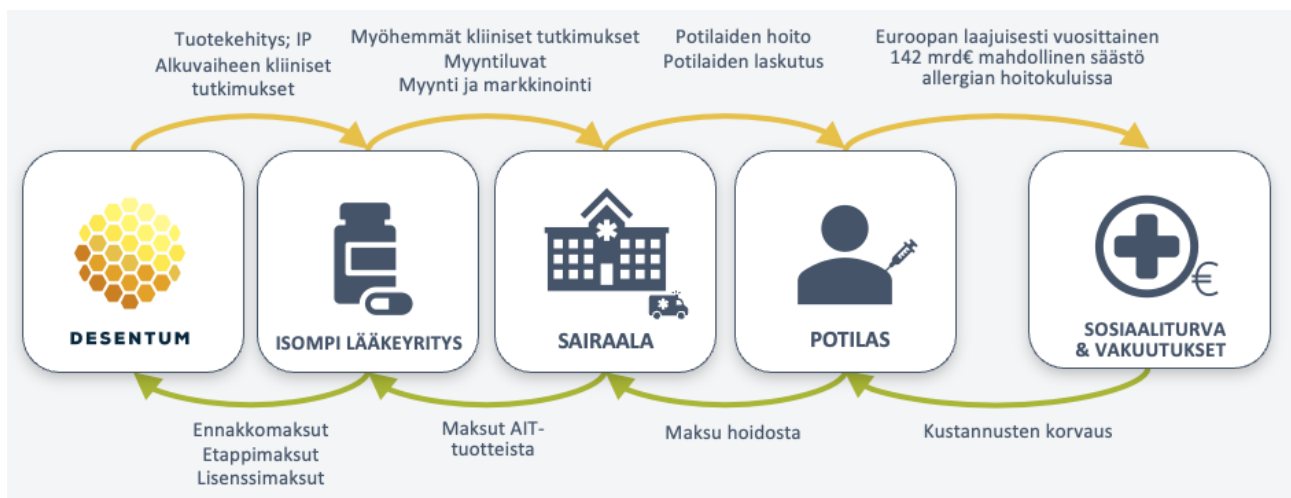 Tuotekehitys; IP
Alkuvaiheen kliiniset
tutkimukset
Myöhemmät kliiniset tutkimukset
Myyntiluvat
Myynti ja markkinointi
Potilaiden hoito
Potilaiden laskutus
Euroopan laajuisesti vuosittainen
142 mrd€ mahdollinen säästö
allergian hoitokuluissa
DESENTUM
ISOMPI LÄÄKEYRITYS
SAIRAALA
POTILAS
€
SOSIAALITURVA
& VAKUUTUKSET
Ennakkomaksut
Etappimaksut
Lisenssimaksut
Maksut AIT-
tuotteista
Maksu hoidosta
Kustannusten korvaus